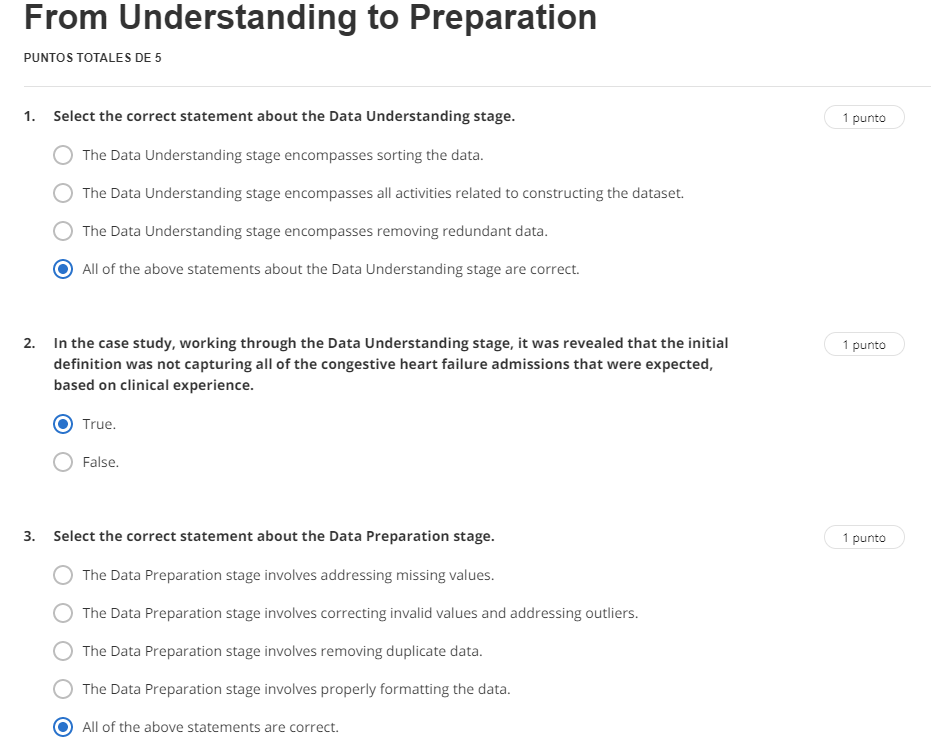 From Understanding to Preparation
PUNTOS TOTALES DE 5
1. Select the correct statement about the Data Understanding stage.
1 punto
The Data Understanding stage encompasses sorting the data.
The Data Understanding stage encompasses all activities related to constructing the dataset.
The Data Understanding stage encompasses removing redundant data.
All of the above statements about the Data Understanding stage are correct.
2. In the case study, working through the Data Understanding stage, it was revealed that the initial
definition was not capturing all of the congestive heart failure admissions that were expected,
based on clinical experience.
1 punto
True.
False.
3. Select the correct statement about the Data Preparation stage.
1 punto
The Data Preparation stage involves addressing missing values.
The Data Preparation stage involves correcting invalid values and addressing outliers.
The Data Preparation stage involves removing duplicate data.
The Data Preparation stage involves properly formatting the data.
All of the above statements are correct.